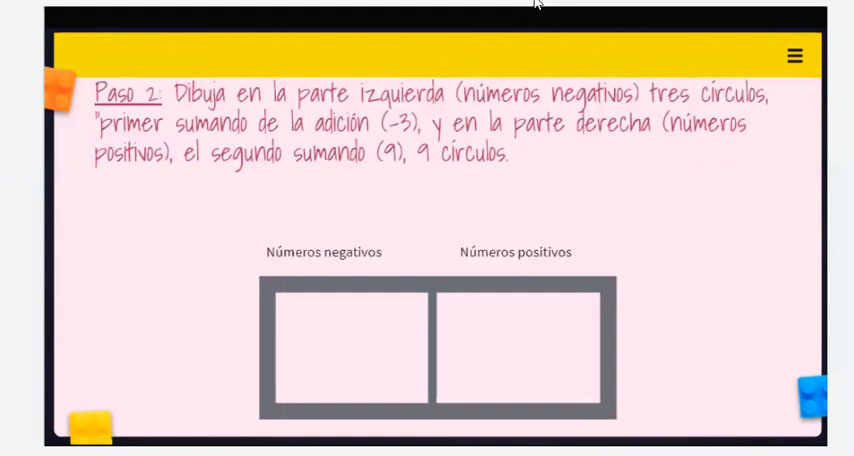 Paso 2: Dibuja en la parte izquierda (números negativos) tres círculos,
"primer sumando de la adición (-3), y en la parte derecha (números
positivos), el segundo sumando (9), 9 círculos.
Números negativos Números positivos